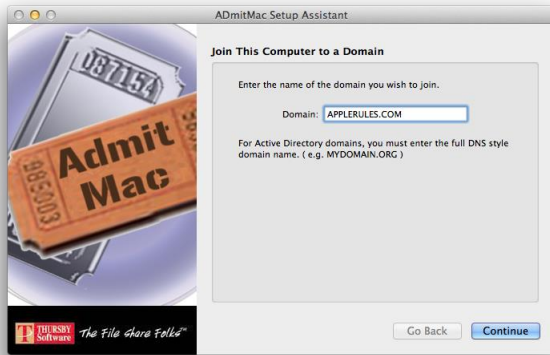 ADmitMac Setup Assistant
087154
Admit
Mac
985003
Join This Computer to a Domain
Enter the name of the domain you wish to join.
Domain: APPLERULES.COM
For Active Directory domains, you must enter the full DNS style
domain name. ( e.g. MYDOMAIN.ORG )
T THURSBY
Software
The File Share Folks℠
Go Back
Continue